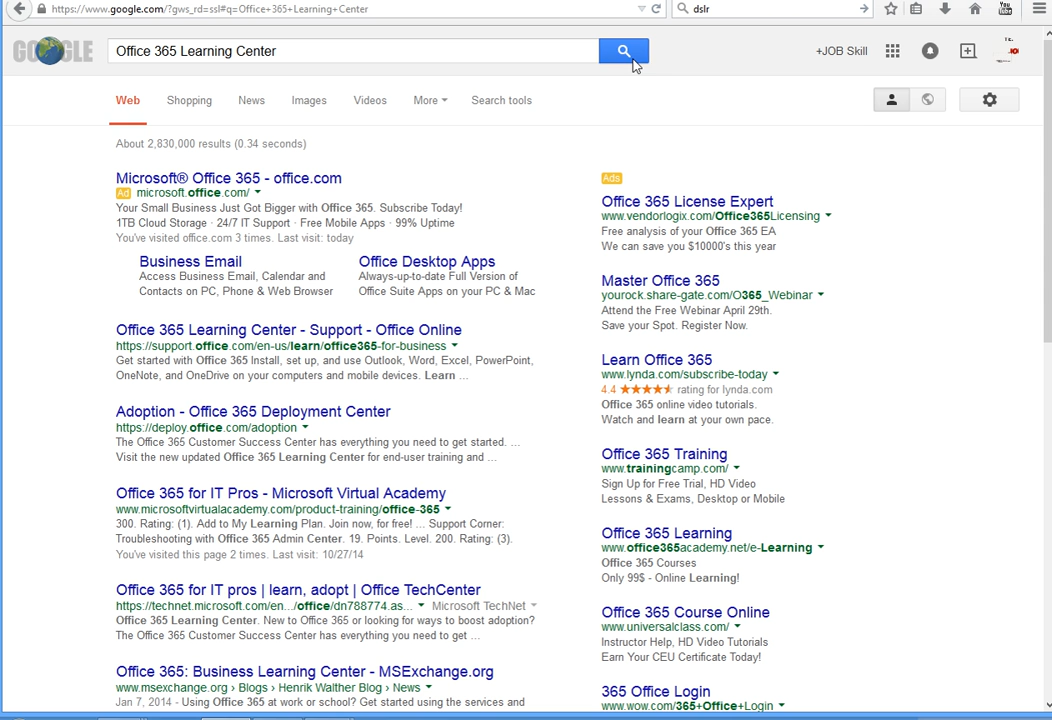 https://www.google.com/?gws_rd=ssl#q=Office+365+Learning+Center
dslr
You Tube
GOOGLE
Office 365 Learning Center
+JOB Skill
Web
Shopping
News
Images
Videos
More
Search tools
About 2,830,000 results (0.34 seconds)
Microsoft® Office 365 - office.com
Ad microsoft.office.com/
Your Small Business Just Got Bigger with Office 365. Subscribe Today!
1TB Cloud Storage · 24/7 IT Support · Free Mobile Apps · 99% Uptime
You've visited office.com 3 times. Last visit: today
Business Email
Access Business Email, Calendar and
Contacts on PC, Phone & Web Browser
Office Desktop Apps
Always-up-to-date Full Version of
Office Suite Apps on your PC & Mac
Office 365 Learning Center - Support - Office Online
https://support.office.com/en-us/learn/office365-for-business
Get started with Office 365 Install, set up, and use Outlook, Word, Excel, PowerPoint,
OneNote, and OneDrive on your computers and mobile devices. Learn ...
Adoption - Office 365 Deployment Center
https://deploy.office.com/adoption
The Office 365 Customer Success Center has everything you need to get started. ...
Visit the new updated Office 365 Learning Center for end-user training and ...
Office 365 for IT Pros - Microsoft Virtual Academy
www.microsoftvirtualacademy.com/product-training/office-365
300. Rating: (1). Add to My Learning Plan. Join now, for free! ... Support Corner:
Troubleshooting with Office 365 Admin Center. 19. Points. Level. 200. Rating: (3).
You've visited this page 2 times. Last visit: 10/27/14
Office 365 for IT pros | learn, adopt | Office TechCenter
https://technet.microsoft.com/en.../office/dn788774.as... Microsoft TechNet
Office 365 Learning Center. New to Office 365 or looking for ways to boost adoption?
The Office 365 Customer Success Center has everything you need to get ...
Office 365: Business Learning Center - MSExchange.org
www.msexchange.org › Blogs › Henrik Walther Blog › News
Jan 7, 2014 - Using Office 365 at work or school? Get started using the services and
Ads
Office 365 License Expert
www.vendorlogix.com/Office365Licensing
Free analysis of your Office 365 EA
We can save you $10000's this year
Master Office 365
yourock.share-gate.com/O365_Webinar
Attend the Free Webinar April 29th.
Save your Spot. Register Now.
Learn Office 365
www.lynda.com/subscribe-today
4.4 ★★★★★ rating for lynda.com
Office 365 online video tutorials.
Watch and learn at your own pace.
Office 365 Training
www.trainingcamp.com/
Sign Up for Free Trial, HD Video
Lessons & Exams, Desktop or Mobile
Office 365 Learning
www.office365academy.net/e-Learning
Office 365 Courses
Only 99$ - Online Learning!
Office 365 Course Online
www.universalclass.com/
Instructor Help, HD Video Tutorials
Earn Your CEU Certificate Today!
365 Office Login
www.wow.com/365+Office+Login